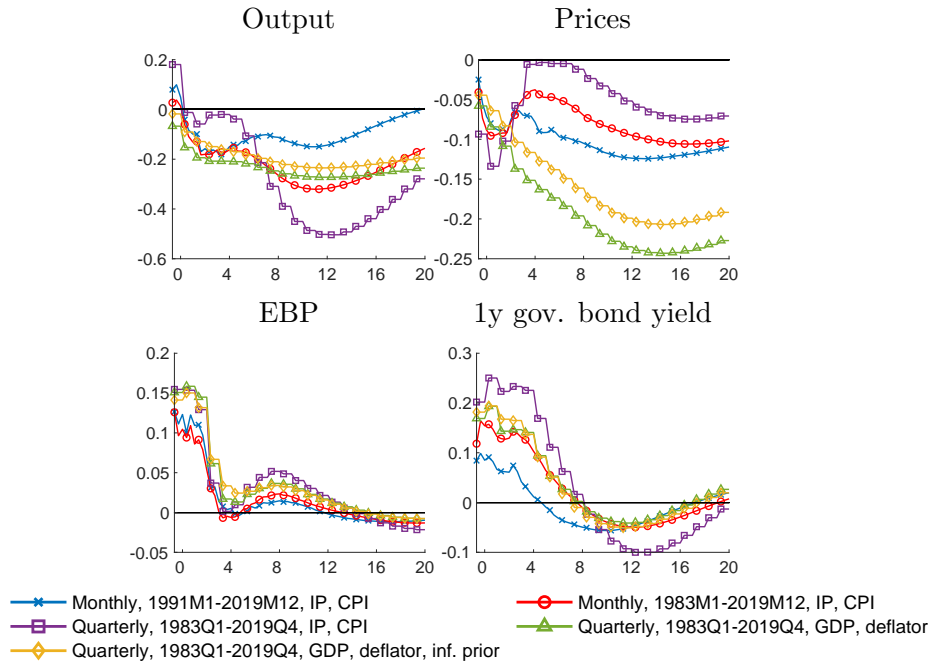 Output
Prices
0.2
0
-0.2
-0.4
-0.6
0 4 8 12 16 20
0
-0.05
-0.1
-0.15
-0.2
-0.25
0 4 8 12 16 20
EBP
1y gov. bond yield
0.2
0.15
0.1
0.05
0
-0.05
0 4 8 12 16 20
0.3
0.2
0.1
0
-0.1
0 4 8 12 16 20
Monthly, 1991M1-2019M12, IP, CPI
Monthly, 1983M1-2019M12, IP, CPI
Quarterly, 1983Q1-2019Q4, IP, CPI
Quarterly, 1983Q1-2019Q4, GDP, deflator
Quarterly, 1983Q1-2019Q4, GDP, deflator, inf. prior